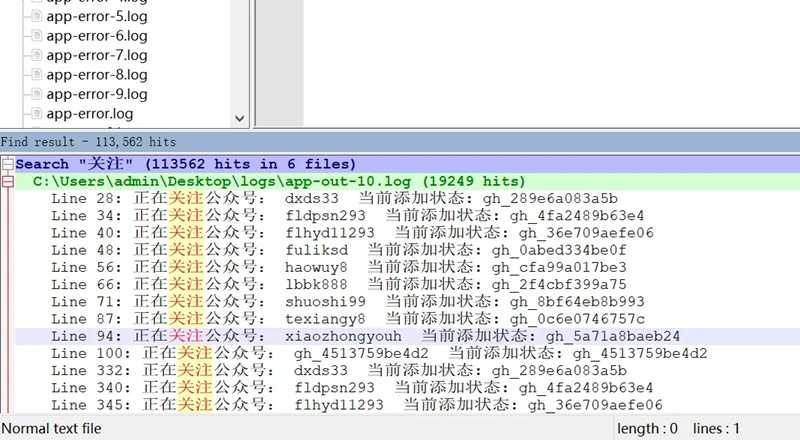 app-error-5.log
app-error-6.log
app-error-7.log
app-error-8.log
app-error-9.log
app-error.log
Find result - 113,562 hits
Search "关注" (113562 hits in 6 files)
C:\Users\admin\Desktop\logs\app-out-10.log (19249 hits)
Line 28: 正在关注公众号: dxds33 当前添加状态: gh_289e6a083a5b
Line 34: 正在关注公众号: fldpsn293 当前添加状态: gh_4fa2489b63e4
Line 40: 正在关注公众号: flhyd11293 当前添加状态: gh_36e709aefe06
Line 48: 正在关注公众号: fuliksd 当前添加状态: gh_0abed334be0f
Line 56: 正在关注公众号: haowuy8 当前添加状态: gh_cfa99a017be3
Line 66: 正在关注公众号: lbbk888 当前添加状态: gh_2f4cbf399a75
Line 71: 正在关注公众号: shuoshi99 当前添加状态: gh_8bf64eb8b993
Line 87: 正在关注公众号: texiangy8 当前添加状态: gh_0c6e0746757c
Line 94: 正在关注公众号: xiaozhongyouh 当前添加状态: gh_5a71a8baeb24
Line 100: 正在关注公众号: gh_4513759be4d2 当前添加状态: gh_4513759be4d2
Line 332: 正在关注公众号: dxds33 当前添加状态: gh_289e6a083a5b
Line 340: 正在关注公众号: fldpsn293 当前添加状态: gh_4fa2489b63e4
Line 345: 正在关注公众号: flhyd11293 当前添加状态: gh_36e709aefe06
Normal text file
length : 0 lines : 1